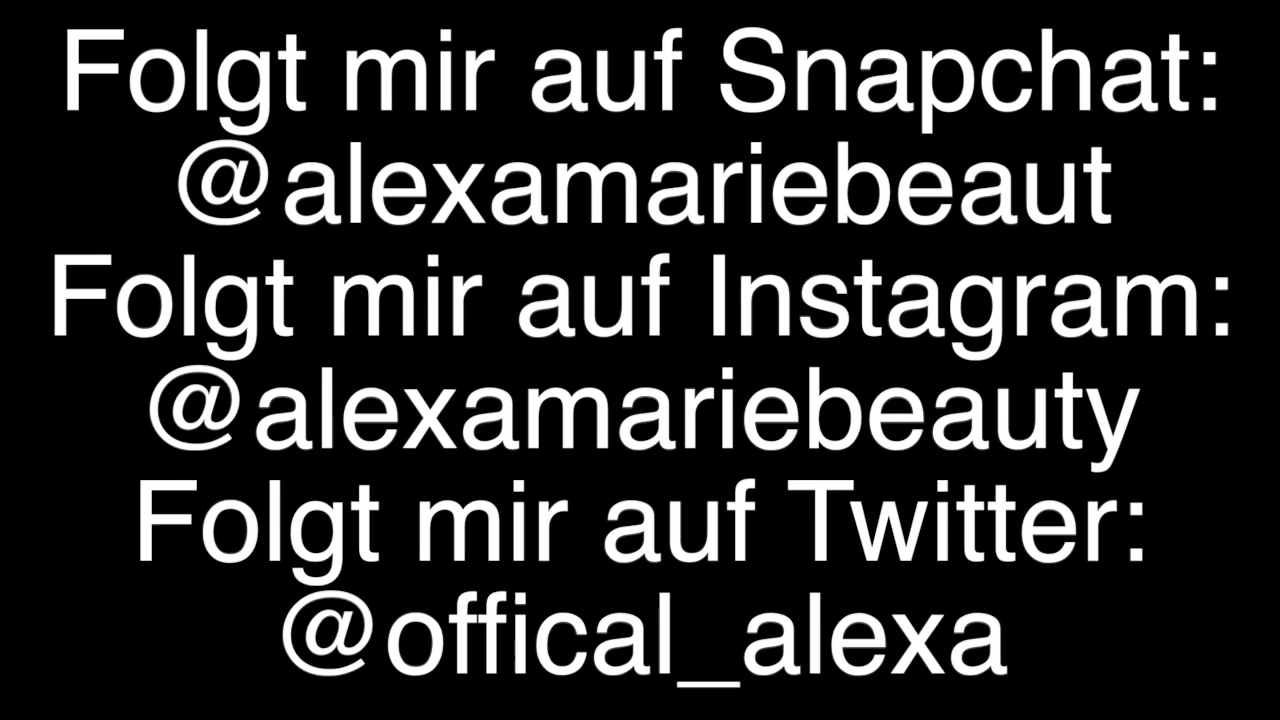 Folgt mir auf Snapchat:
@alexamariebeaut
Folgt mir auf Instagram:
@alexamariebeauty
Folgt mir auf Twitter:
@offical_alexa